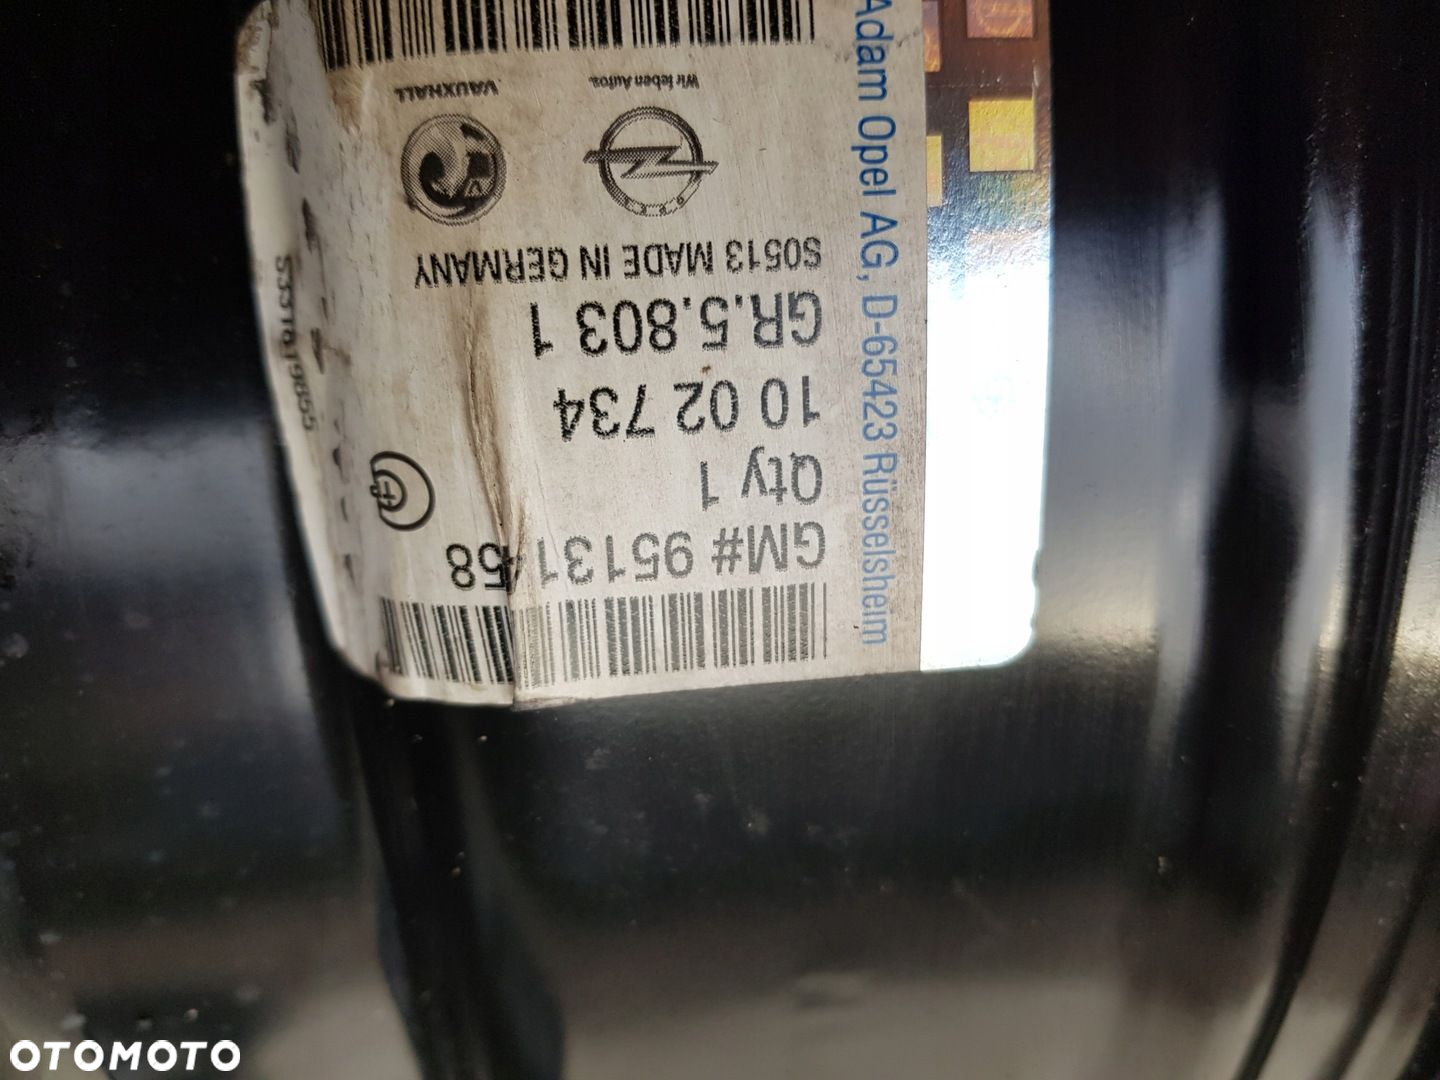 GM# 95131458
Qty 1
10 02 734
GR.5.803 1
S0513 MADE IN GERMANY
Wir leben Autos.
VAUXHALL
Adam Opel AG, D-65423 Rüsselsheim
OTOMOTO